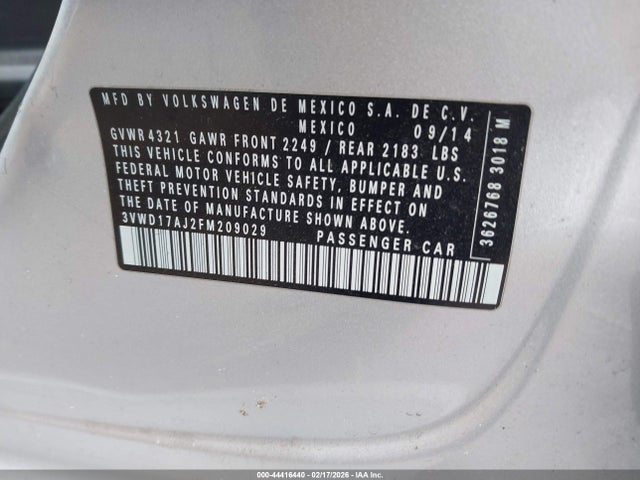 MFD BY VOLKSWAGEN DE MEXICO S.A. DE C.V.
MEXICO 09/14
GVWR 4321 GAWR FRONT 2249 / REAR 2183 LBS
THIS VEHICLE CONFORMS TO ALL APPLICABLE U.S.
FEDERAL MOTOR VEHICLE SAFETY, BUMPER AND
THEFT PREVENTION STANDARDS IN EFFECT ON
THE DATE OF MANUFACTURE SHOWN ABOVE.
3VWD17AJ2FM209029 PASSENGER CAR
3626768 3018 M
000-44416440 - 02/17/2026 - IAA Inc.